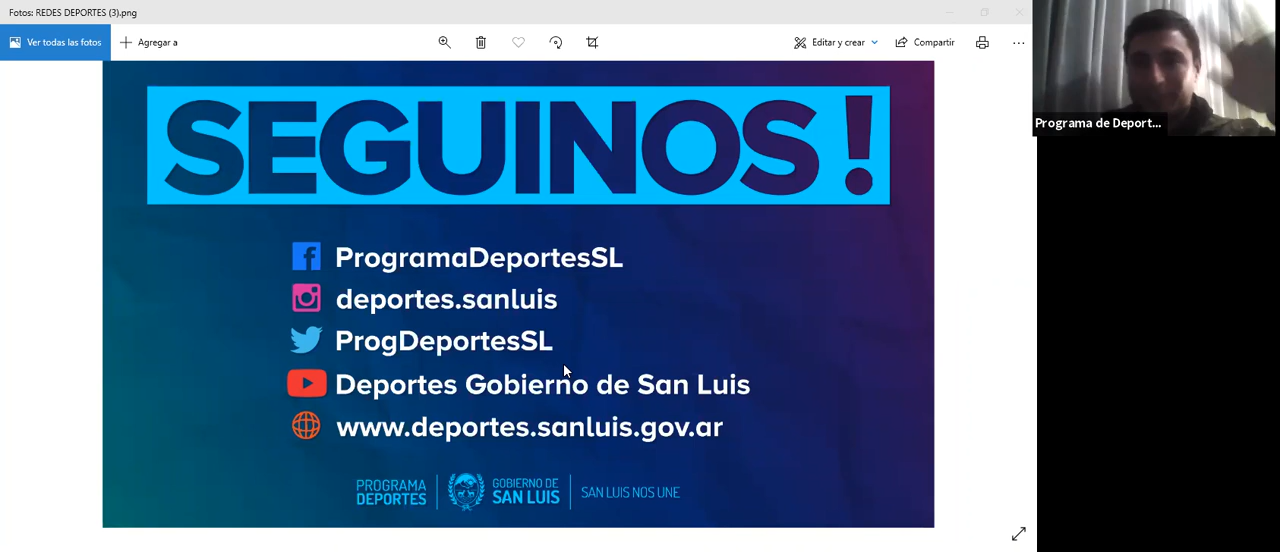 Fotos: REDES DEPORTES (3).png
Ver todas las fotos
Agregar a
Editar y crear
Compartir
Programa de Deport...
SEGUINOS!
ProgramaDeportesSL
deportes.sanluis
ProgDeportesSL
Deportes Gobierno de San Luis
www.deportes.sanluis.gov.ar
PROGRAMA
DEPORTES
GOBIERNO DE
SAN LUIS
SAN LUIS NOS UNE